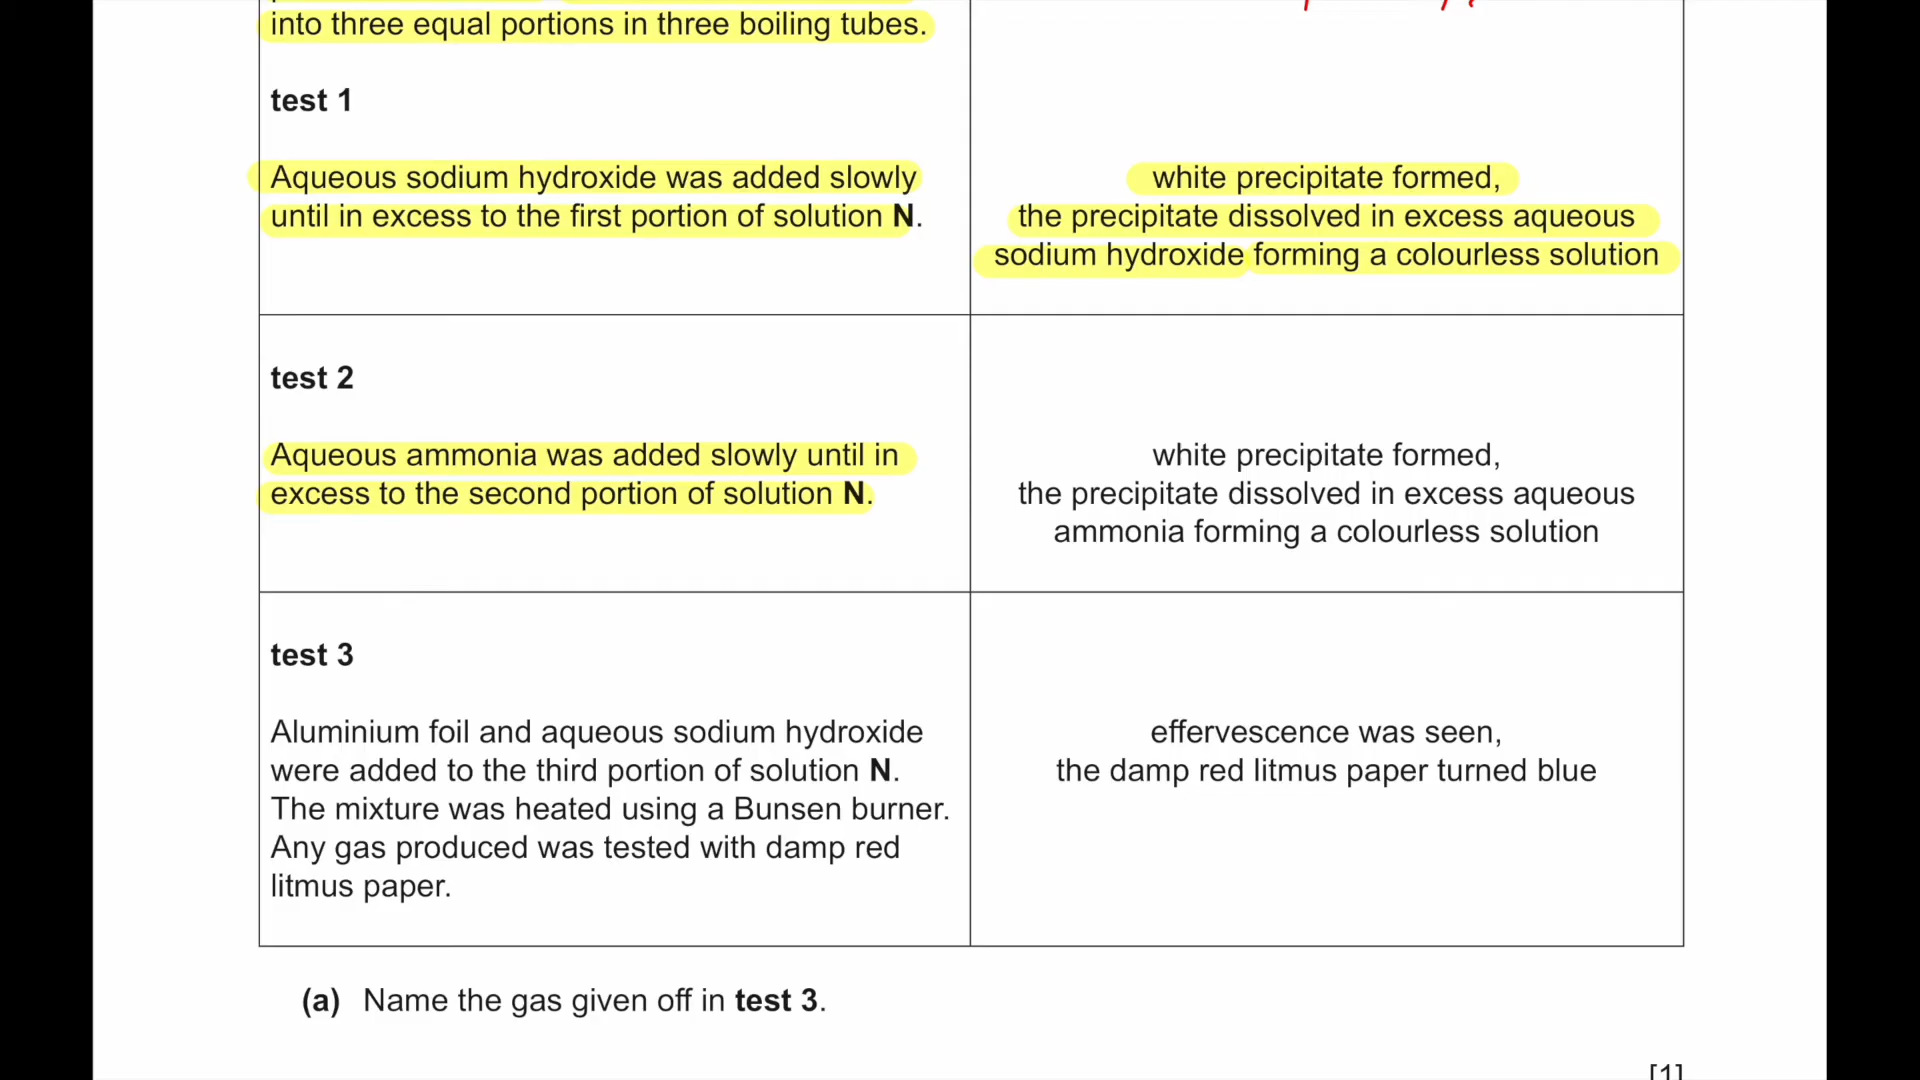 into three equal portions in three boiling tubes.
test 1
Aqueous sodium hydroxide was added slowly
until in excess to the first portion of solution N.
white precipitate formed,
the precipitate dissolved in excess aqueous
sodium hydroxide forming a colourless solution
test 2
Aqueous ammonia was added slowly until in
excess to the second portion of solution N.
white precipitate formed,
the precipitate dissolved in excess aqueous
ammonia forming a colourless solution
test 3
Aluminium foil and aqueous sodium hydroxide
were added to the third portion of solution N.
The mixture was heated using a Bunsen burner.
Any gas produced was tested with damp red
litmus paper.
effervescence was seen,
the damp red litmus paper turned blue
(a) Name the gas given off in test 3.
[1]